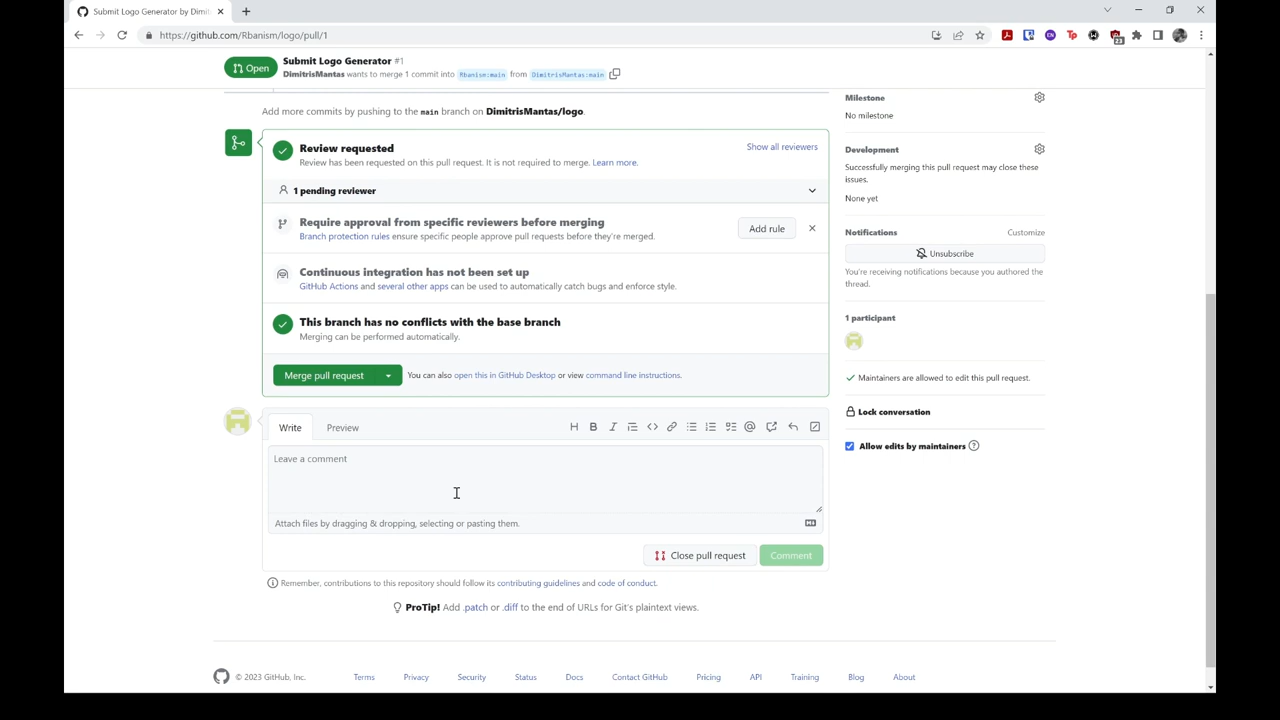 Submit Logo Generator by Dimit
https://github.com/Rbanism/logo/pull/1
23
Open
Submit Logo Generator #1
DimitrisMantas wants to merge 1 commit into Rbanism:main from DimitrisMantas:main
Add more commits by pushing to the main branch on DimitrisMantas/logo.
Review requested
Show all reviewers
Review has been requested on this pull request. It is not required to merge. Learn more.
1 pending reviewer
Require approval from specific reviewers before merging
Branch protection rules ensure specific people approve pull requests before they're merged.
Add rule
Continuous integration has not been set up
GitHub Actions and several other apps can be used to automatically catch bugs and enforce style.
This branch has no conflicts with the base branch
Merging can be performed automatically.
Merge pull request
You can also open this in GitHub Desktop or view command line instructions.
Write
Preview
Leave a comment
Attach files by dragging & dropping, selecting or pasting them.
Close pull request
Comment
Remember, contributions to this repository should follow its contributing guidelines and code of conduct.
ProTip! Add .patch or .diff to the end of URLs for Git's plaintext views.
Milestone
No milestone
Development
Successfully merging this pull request may close these
issues.
None yet
Notifications
Customize
Unsubscribe
You're receiving notifications because you authored the
thread.
1 participant
Maintainers are allowed to edit this pull request.
Lock conversation
Allow edits by maintainers
© 2023 GitHub, Inc.
Terms
Privacy
Security
Status
Docs
Contact GitHub
Pricing
API
Training
Blog
About